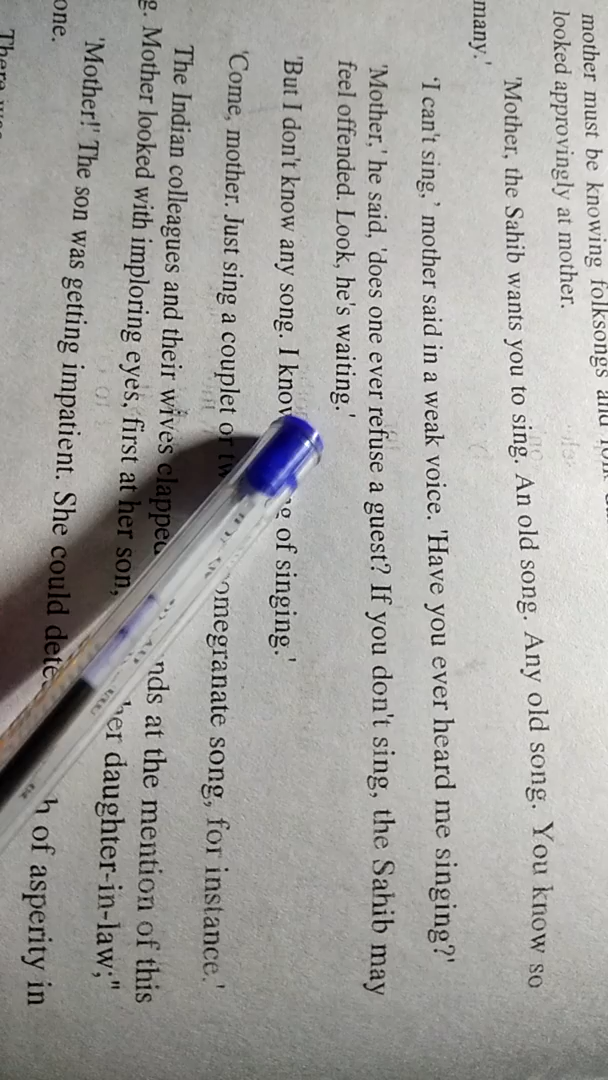 mother must be knowing folksongs and
looked approvingly at mother.
'Mother, the Sahib wants you to sing. An old song. Any old song. You know so
many.'
'I can't sing,' mother said in a weak voice. 'Have you ever heard me singing?'
'Mother,' he said, 'does one ever refuse a guest? If you don't sing, the Sahib may
feel offended. Look, he's waiting.'
'But I don't know any song. I know of singing.'
'Come, mother. Just sing a couplet or omegranate song, for instance.'
The Indian colleagues and their wives clapped nds at the mention of this
g. Mother looked with imploring eyes, first at her son, her daughter-in-law;"
'Mother!' The son was getting impatient. She could dete h of asperity in
one.
There was